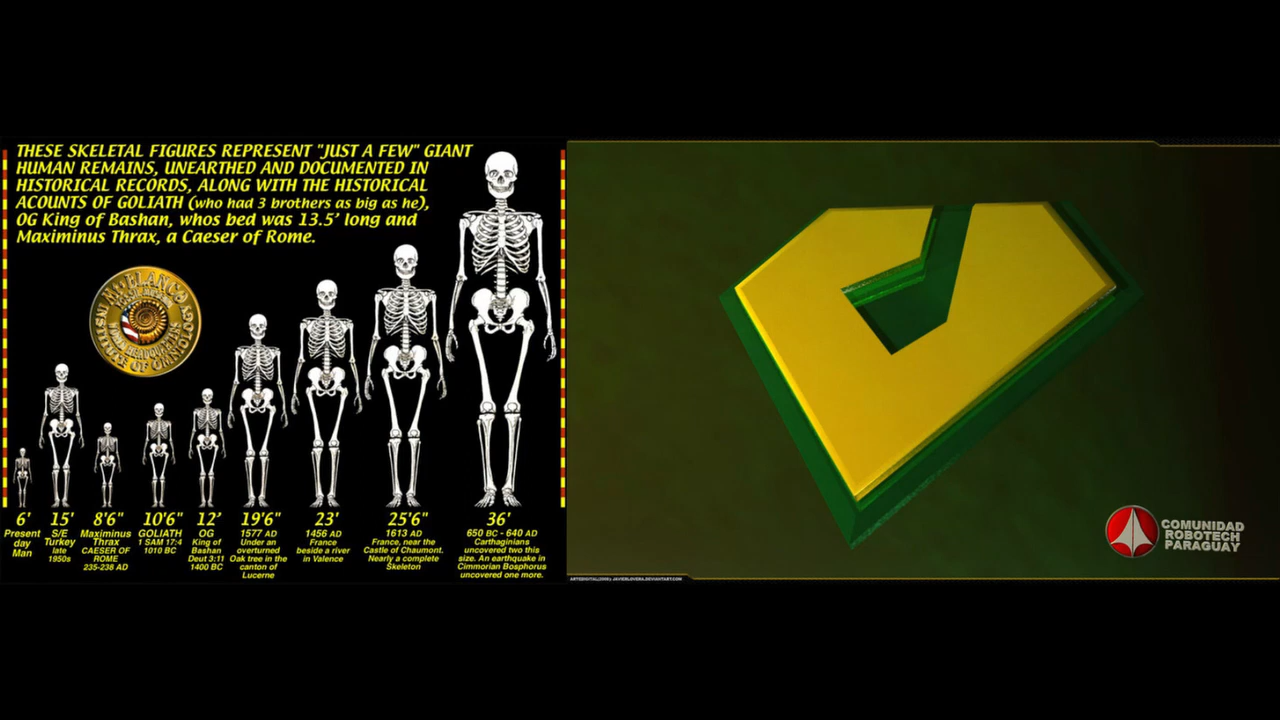 THESE SKELETAL FIGURES REPRESENT "JUST A FEW" GIANT
HUMAN REMAINS, UNEARTHED AND DOCUMENTED IN
HISTORICAL RECORDS, ALONG WITH THE HISTORICAL
ACOUNTS OF GOLIATH (who had 3 brothers as big as he),
OG King of Bashan, whos bed was 13.5' long and
Maximinus Thrax, a Caeser of Rome.
Mt. BLANCO
INSTITUTE OF OMNIOLOGY
6'
Present
day
Man
15'
S/E
Turkey
late
1950s
8'6"
Maximinus
Thrax
CAESER OF
ROME
235-238 AD
10'6"
GOLIATH
1 SAM 17:4
1010 BC
12'
OG
King of
Bashan
Deut 3:11
1400 BC
19'6"
1577 AD
Under an
overturned
Oak tree in the
canton of
Lucerne
23'
1456 AD
France
beside a river
in Valence
25'6"
1613 AD
France, near the
Castle of Chaumont.
Nearly a complete
Skeleton
36'
650 BC - 640 AD
Carthaginians
uncovered two this
size. An earthquake in
Cimmorian Bosphorus
uncovered one more.
COMUNIDAD
ROBOTECH
PARAGUAY